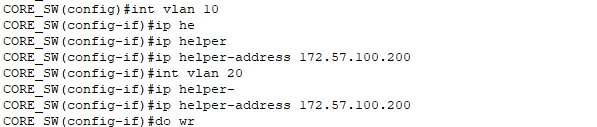 CORE_SW(config)#int vlan 10
CORE_SW(config-if)#ip he
CORE_SW(config-if)#ip helper
CORE_SW(config-if)#ip helper-address 172.57.100.200
CORE_SW(config-if)#int vlan 20
CORE_SW(config-if)#ip helper-
CORE_SW(config-if)#ip helper-address 172.57.100.200
CORE_SW(config-if)#do wr